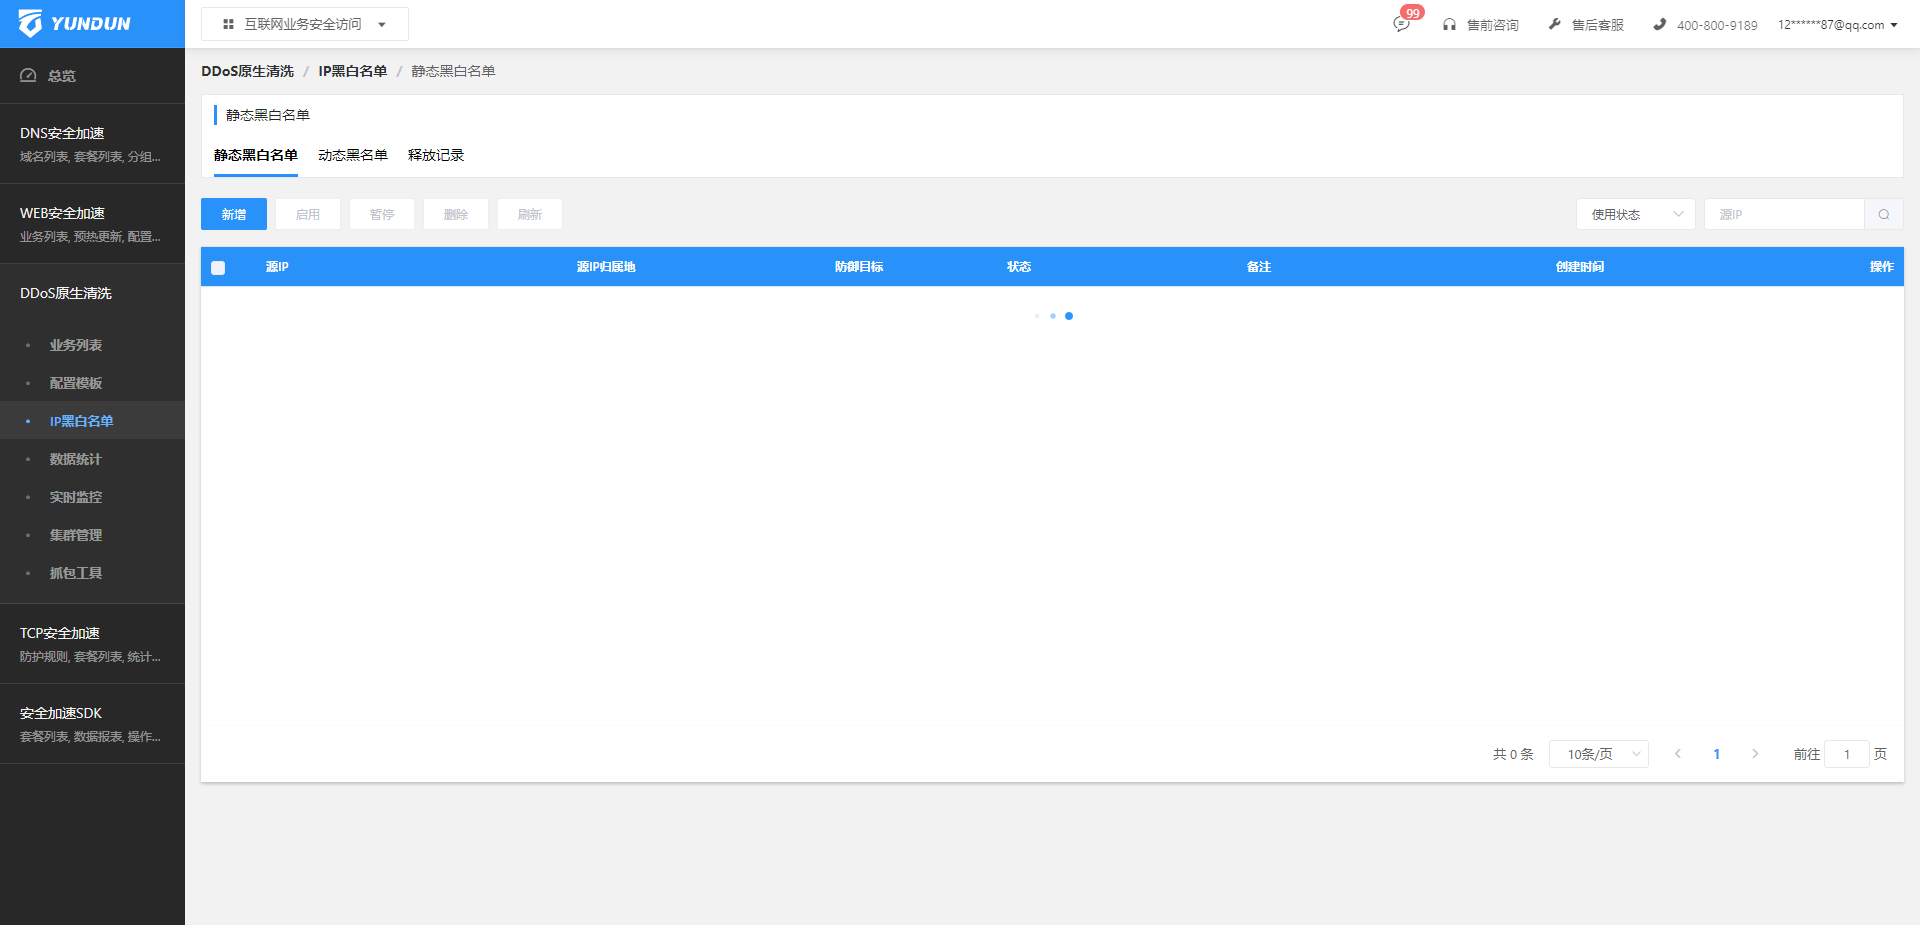 YUNDUN
互联网业务安全访问
99
售前咨询
售后客服
400-800-9189
12******87@qq.com
总览
DNS安全加速
域名列表, 套餐列表, 分组...
WEB安全加速
业务列表, 预热更新, 配置...
DDoS原生清洗
业务列表
配置模板
IP黑白名单
数据统计
实时监控
集群管理
抓包工具
TCP安全加速
防护规则, 套餐列表, 统计...
安全加速SDK
套餐列表, 数据报表, 操作...
DDoS原生清洗 / IP黑白名单 / 静态黑白名单
静态黑白名单
静态黑白名单 动态黑名单 释放记录
新增 启用 暂停 删除 刷新
使用状态 源IP
源IP 源IP归属地 防御目标 状态 备注 创建时间 操作
共 0 条 10条/页 1 前往 1 页